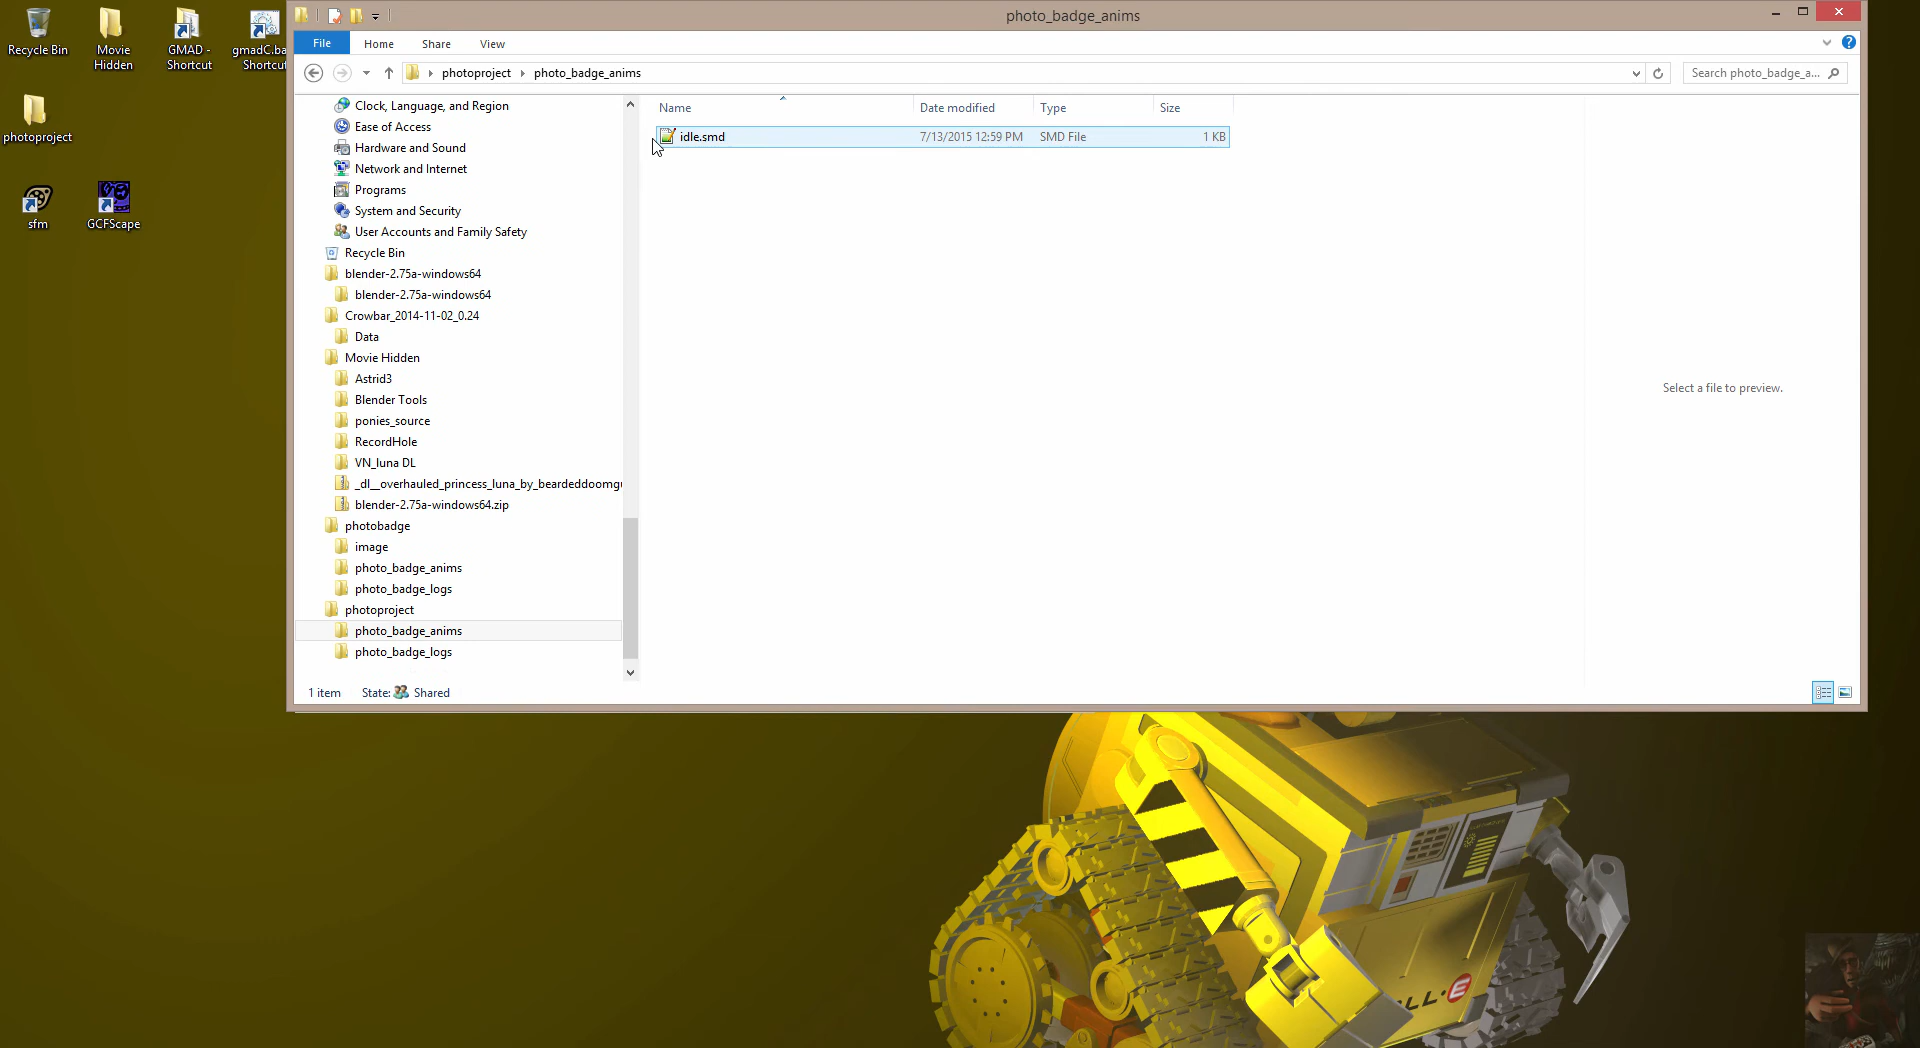 Recycle Bin
Movie Hidden
GMAD - Shortcut
gmadC.ba Shortcut
photoproject
sfm
GCFScape
photo_badge_anims
File Home Share View
photoproject photo_badge_anims
Search photo_badge_a...
Clock, Language, and Region
Ease of Access
Hardware and Sound
Network and Internet
Programs
System and Security
User Accounts and Family Safety
Recycle Bin
blender-2.75a-windows64
blender-2.75a-windows64
Crowbar_2014-11-02_0.24
Data
Movie Hidden
Astrid3
Blender Tools
ponies_source
RecordHole
VN_luna DL
_dl__overhauled_princess_luna_by_beardeddoomg
blender-2.75a-windows64.zip
photobadge
image
photo_badge_anims
photo_badge_logs
photoproject
photo_badge_anims
photo_badge_logs
Name Date modified Type Size
idle.smd 7/13/2015 12:59 PM SMD File 1 KB
Select a file to preview.
1 item State: Shared
ALL·E